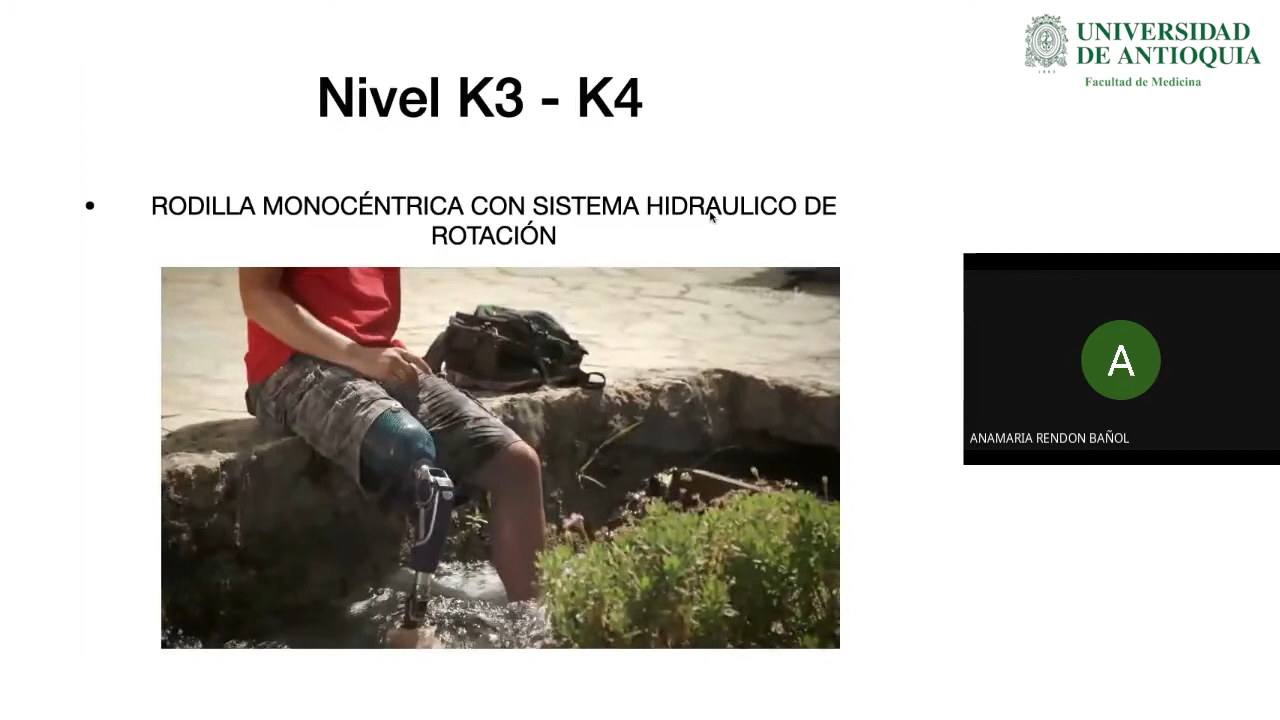 UNIVERSIDAD
DE ANTIOQUIA
1803
Facultad de Medicina
Nivel K3 - K4
• RODILLA MONOCÉNTRICA CON SISTEMA HIDRAULICO DE
ROTACIÓN
A
ANAMARIA RENDON BAÑOL